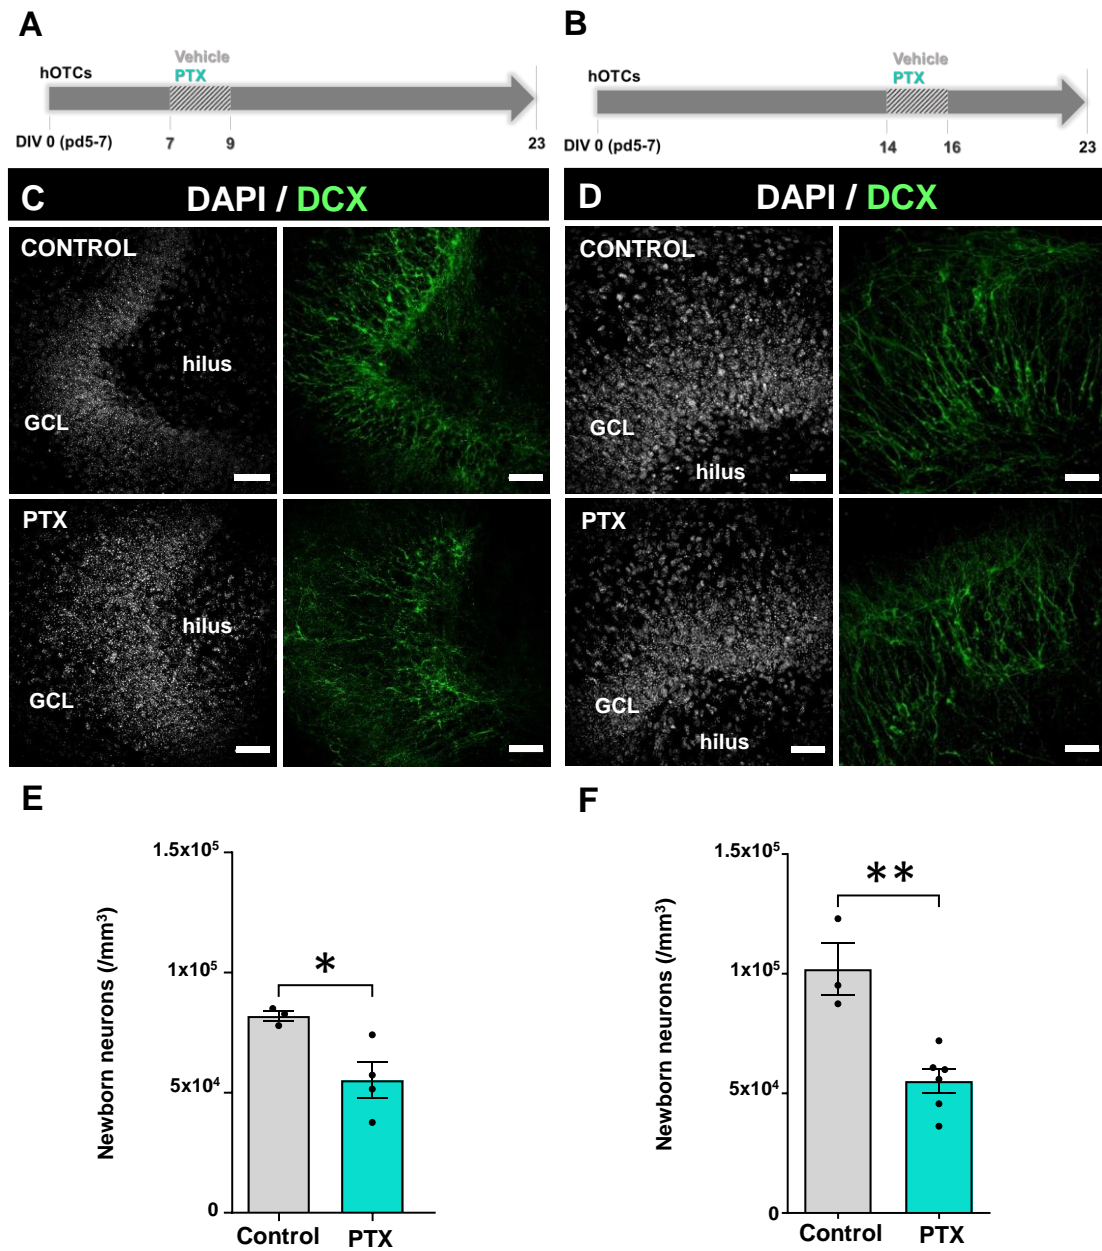 A
Vehicle
PTX
hOTCs
DIV 0 (pd5-7)
7
9
23
B
Vehicle
PTX
hOTCs
DIV 0 (pd5-7)
14
16
23
C
DAPI / DCX
CONTROL
hilus
GCL
PTX
hilus
GCL
D
DAPI / DCX
CONTROL
GCL
hilus
PTX
GCL
hilus
E
Newborn neurons (/mm³)
1.5x10⁵
1x10⁵
5x10⁴
0
*
Control
PTX
F
Newborn neurons (/mm³)
1.5x10⁵
1x10⁵
5x10⁴
0
**
Control
PTX